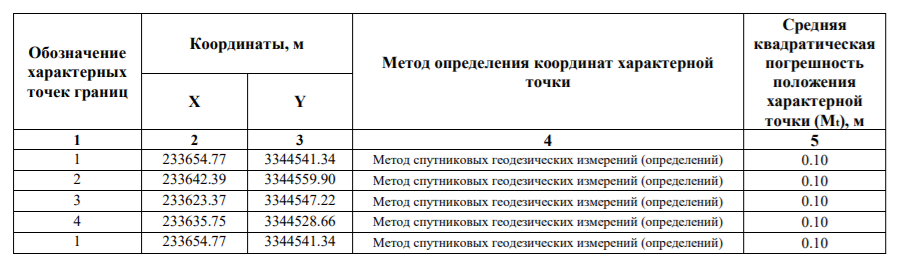 Обозначение
характерных
точек границ
Координаты, м
X
Y
Метод определения координат характерной
точки
Средняя
квадратическая
погрешность
положения
характерной
точки (Mt), м
1 2 3 4 5
1 233654.77 3344541.34 Метод спутниковых геодезических измерений (определений) 0.10
2 233642.39 3344559.90 Метод спутниковых геодезических измерений (определений) 0.10
3 233623.37 3344547.22 Метод спутниковых геодезических измерений (определений) 0.10
4 233635.75 3344528.66 Метод спутниковых геодезических измерений (определений) 0.10
1 233654.77 3344541.34 Метод спутниковых геодезических измерений (определений) 0.10